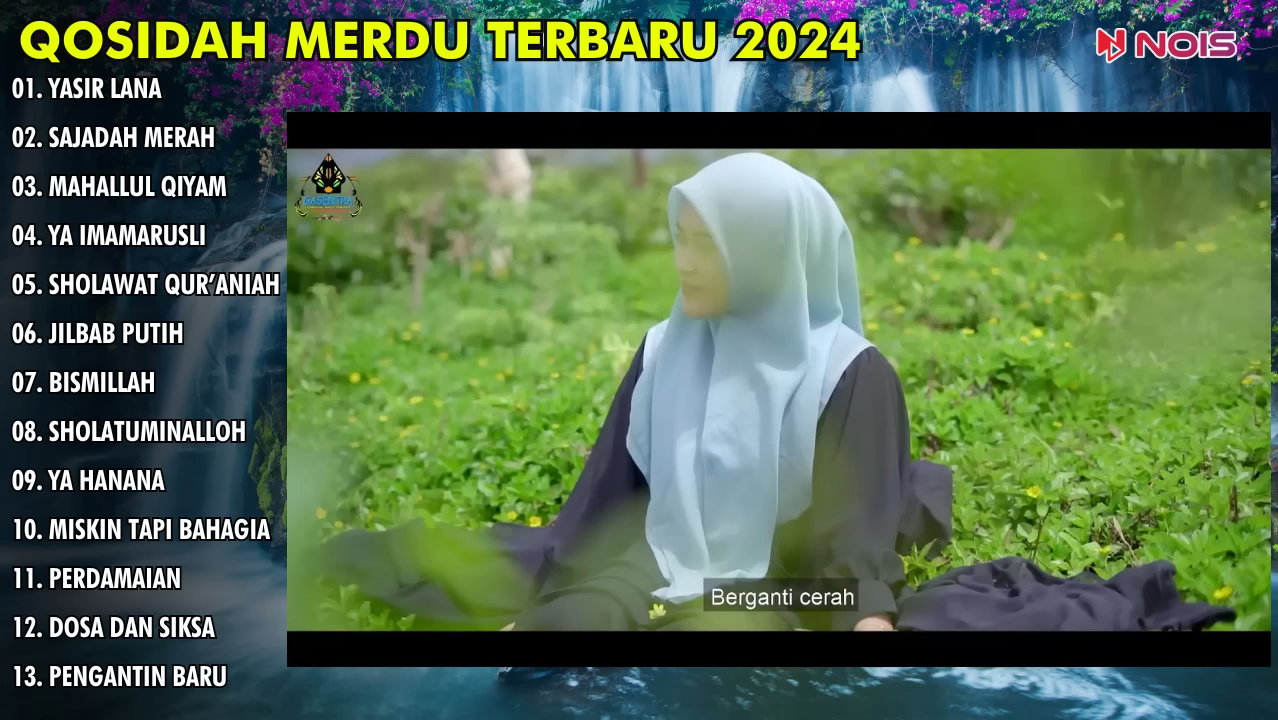 QOSIDAH MERDU TERBARU 2024
NOIS
01. YASIR LANA
02. SAJADAH MERAH
03. MAHALLUL QIYAM
04. YA IMAMARUSLI
05. SHOLAWAT QUR'ANIAH
06. JILBAB PUTIH
07. BISMILLAH
08. SHOLATUMINALLOH
09. YA HANANA
10. MISKIN TAPI BAHAGIA
11. PERDAMAIAN
12. DOSA DAN SIKSA
13. PENGANTIN BARU
GASENTRA
Berganti cerah